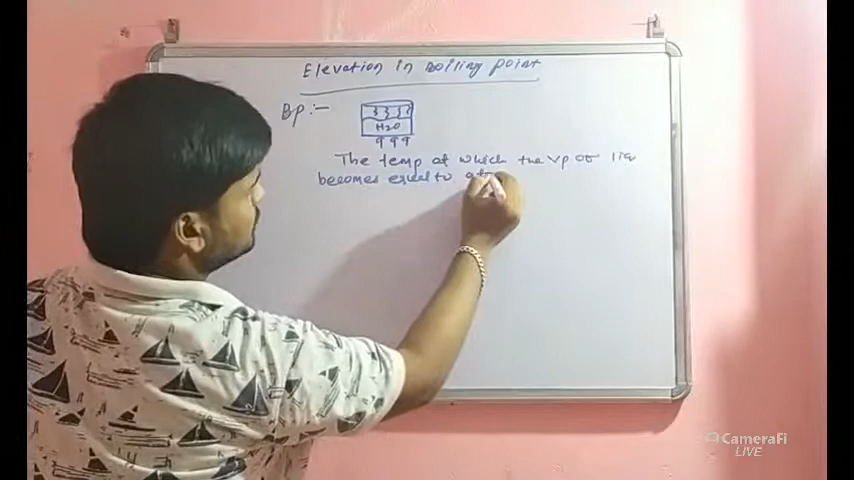 Elevation in Boiling point
BP :-
H2O
The temp at which the vp of liq
becomes equal to at
CameraFi
LIVE